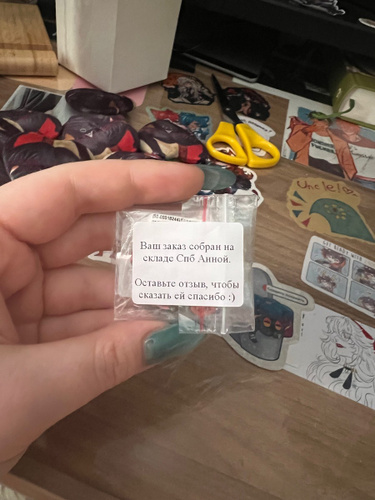 Ваш заказ собран на
складе Спб Анной.
Оставьте отзыв, чтобы
сказать ей спасибо :)